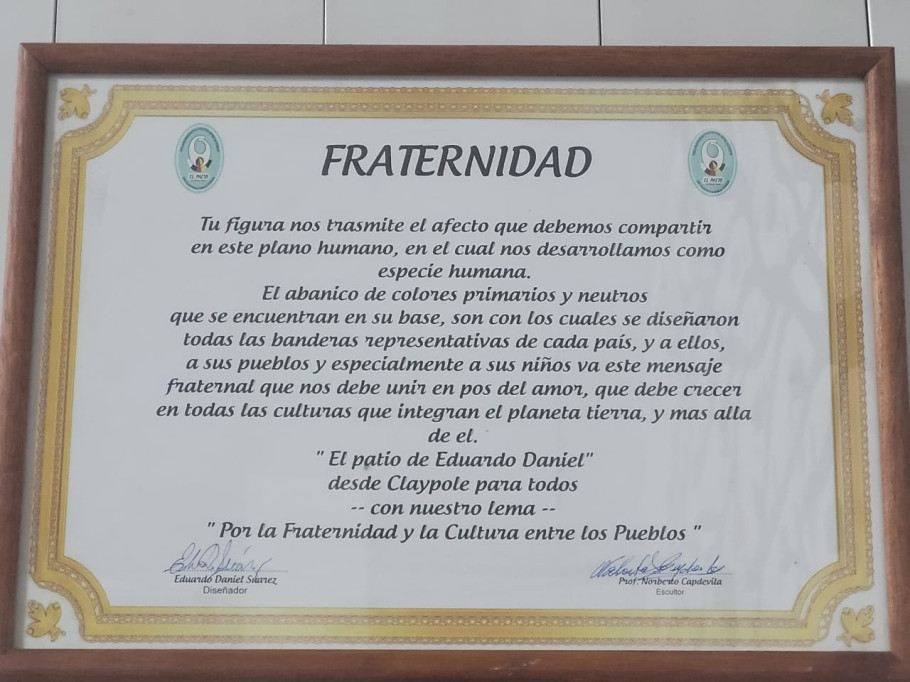 FRATERNIDAD
EL PATIO
EL PATIO
Tu figura nos trasmite el afecto que debemos compartir
en este plano humano, en el cual nos desarrollamos como
especie humana.
El abanico de colores primarios y neutros
que se encuentran en su base, son con los cuales se diseñaron
todas las banderas representativas de cada país, y a ellos,
a sus pueblos y especialmente a sus niños va este mensaje
fraternal que nos debe unir en pos del amor, que debe crecer
en todas las culturas que integran el planeta tierra, y mas alla
de el.
" El patio de Eduardo Daniel"
desde Claypole para todos
-- con nuestro lema --
" Por la Fraternidad y la Cultura entre los Pueblos "
Eduardo Daniel Suarez
Diseñador
Prof. Norberto Capdevila
Escultor